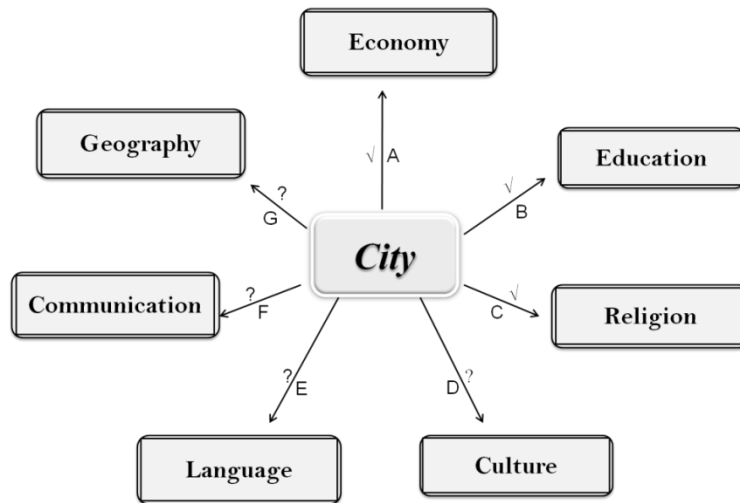 Economy
Geography
√ A
√
Education
?
B
G
City
Communication
?
F
√
C
Religion
?
E
D ?
Language
Culture